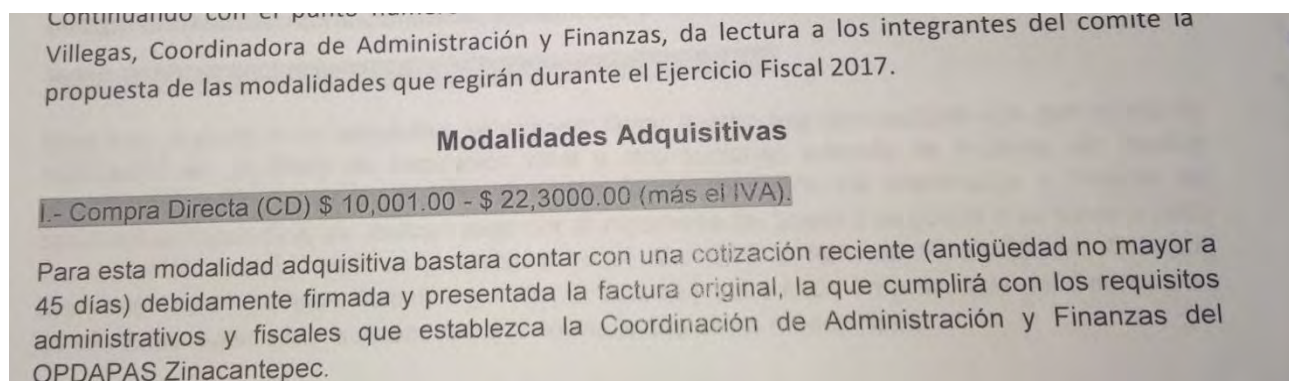 Continuando con el punto
Villegas, Coordinadora de Administración y Finanzas, da lectura a los integrantes del comité la
propuesta de las modalidades que regirán durante el Ejercicio Fiscal 2017.
Modalidades Adquisitivas
I.- Compra Directa (CD) $ 10,001.00 - $ 22,3000.00 (más el IVA).
Para esta modalidad adquisitiva bastara contar con una cotización reciente (antigüedad no mayor a
45 días) debidamente firmada y presentada la factura original, la que cumplirá con los requisitos
administrativos y fiscales que establezca la Coordinación de Administración y Finanzas del
OPDAPAS Zinacantepec.